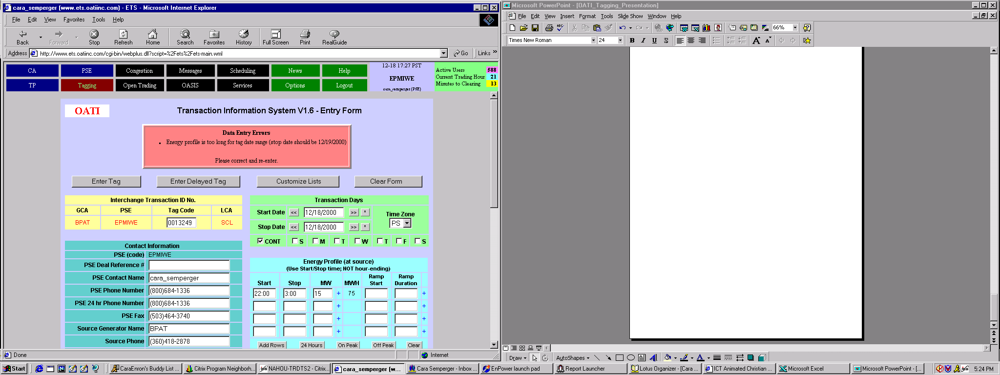 cara_semperger (www.ets.oatiinc.com) - ETS - Microsoft Internet Explorer
File Edit View Favorites Tools Help
Back Forward Stop Refresh Home Search Favorites History Full Screen Print RealGuide
Address http://www.ets.oatiinc.com/cgi-bin/webplus.dll?script=%2Fets%2Fets-main.wml Go Links »
CA PSE Congestion Messages Scheduling News Help
TP Tagging Open Trading OASIS Services Options Logout
12-18 17:27 PST
EPMIWE
cara_semperger (PSE)
Active Users 588
Current Trading Hour 21
Minutes to Clearing 13
OATI
Transaction Information System V1.6 - Entry Form
Data Entry Errors
• Energy profile is too long for tag date range (stop date should be 12/19/2000)
Please correct and re-enter.
Enter Tag Enter Delayed Tag Customize Lists Clear Form
Interchange Transaction ID No.
GCA PSE Tag Code LCA
BPAT EPMIWE 0013249 SCL
Transaction Days
Start Date << 12/18/2000 >> *
Stop Date << 12/18/2000 >> *
Time Zone
PS
CONT S M T W T F S
Contact Information
PSE (code) EPMIWE
PSE Deal Reference #
PSE Contact Name cara_semperger
PSE Phone Number (800)684-1336
PSE 24 hr Phone Number (800)684-1336
PSE Fax (503)464-3740
Source Generator Name BPAT
Source Phone (360)418-2878
Energy Profile (at source)
(Use Start/Stop time; NOT hour-ending)
Start Stop MW MWH Ramp Start Ramp Duration
22:00 3:00 15 + 75 +
+ +
+ +
+ +
Add Rows 24 Hours On Peak Off Peak Clear
Done Internet
Microsoft PowerPoint - [OATI_Tagging_Presentation]
File Edit View Insert Format Tools Slide Show Window Help
66%
Times New Roman 24 B I U S A A
Draw AutoShapes
Start CaraEnron's Buddy List ... Citrix Program Neighborh... NAHOU-TRDTS2 - Citrix... cara_semperger (w... Cara Semperger - Inbox ... EnPower launch pad Report Launcher Lotus Organizer - [Cara ... ICT Animated Christian ... Microsoft Excel Microsoft PowerPoint - [... 5:24 PM